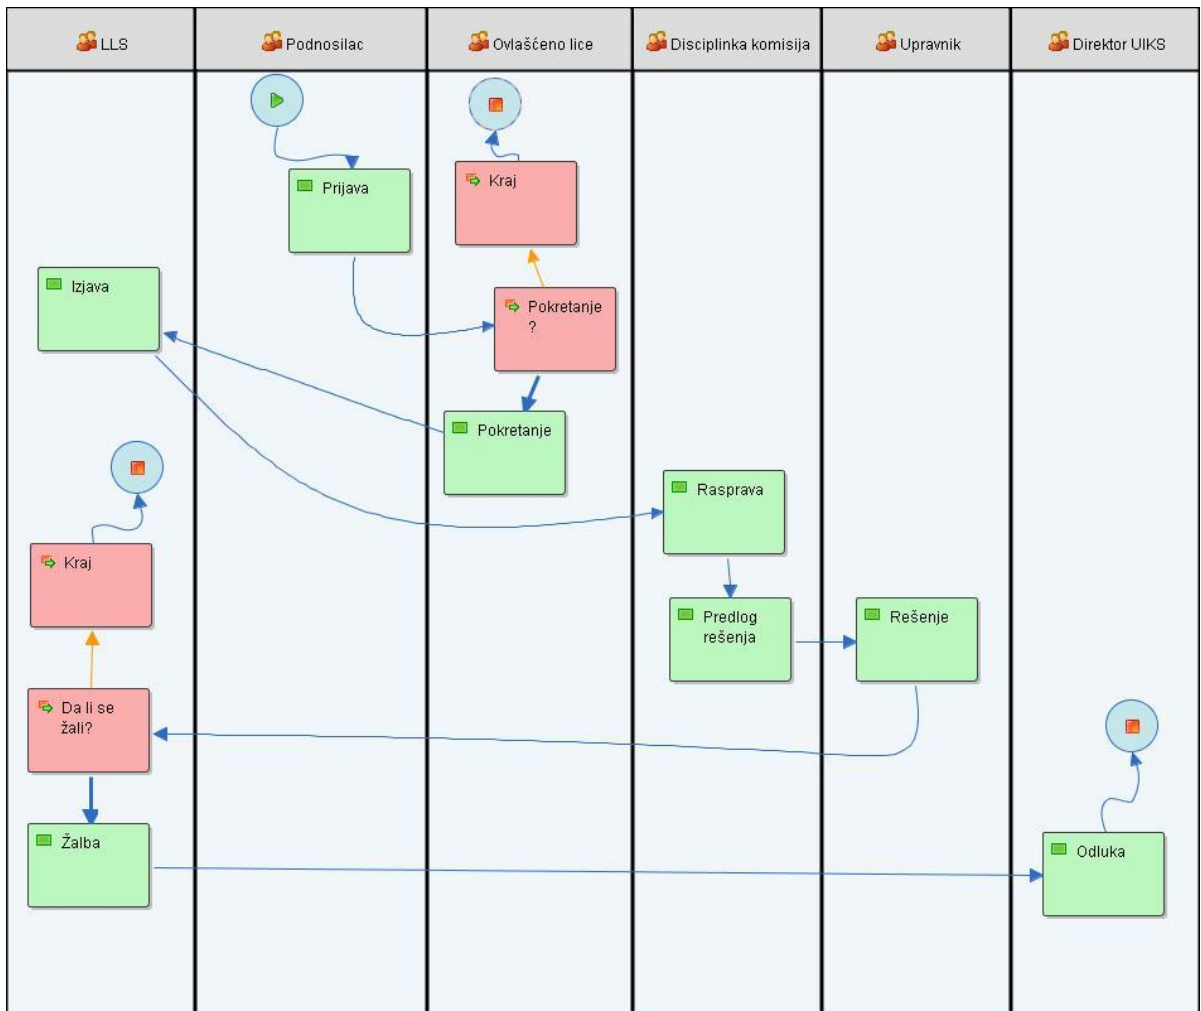 LLS
Podnosilac
Ovlašćeno lice
Disciplinka komisija
Upravnik
Direktor UIKS
Prijava
Kraj
Izjava
Pokretanje
?
Pokretanje
Rasprava
Kraj
Predlog
rešenja
Rešenje
Da li se
žali?
Žalba
Odluka